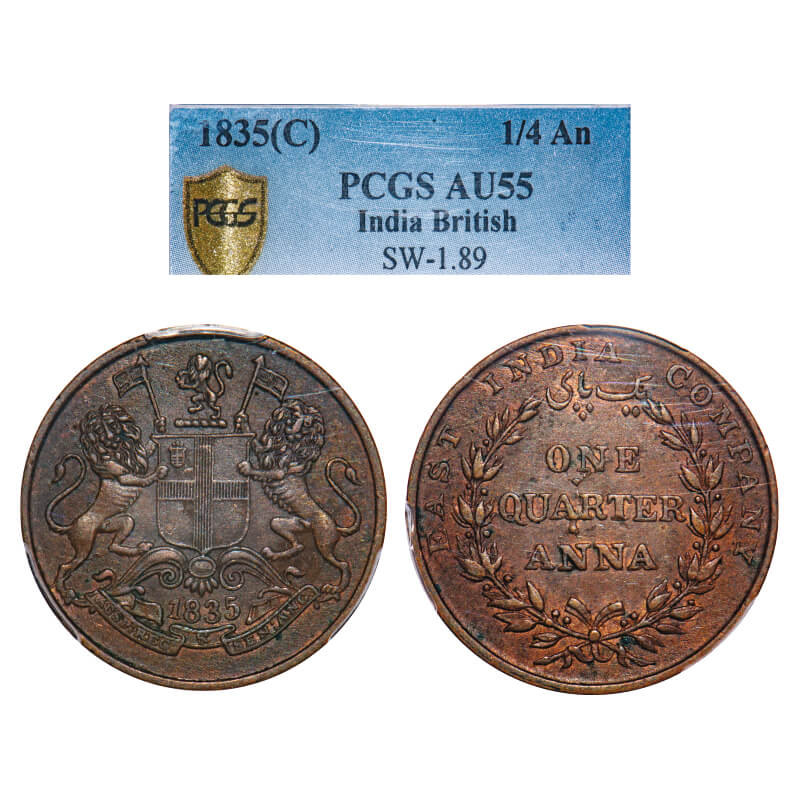 1835(C) 1/4 An
PCGS
PCGS AU55
India British
SW-1.89
1835
EAST INDIA COMPANY
یک پائی
ONE
QUARTER
ANNA